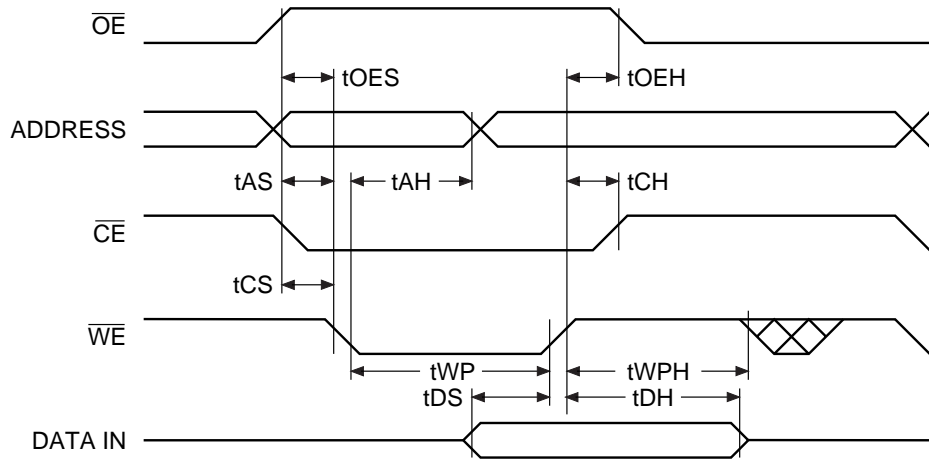 OE
tOES tOEH
ADDRESS
tAS tAH tCH
CE
tCS
WE
tWP tWPH
tDS tDH
DATA IN